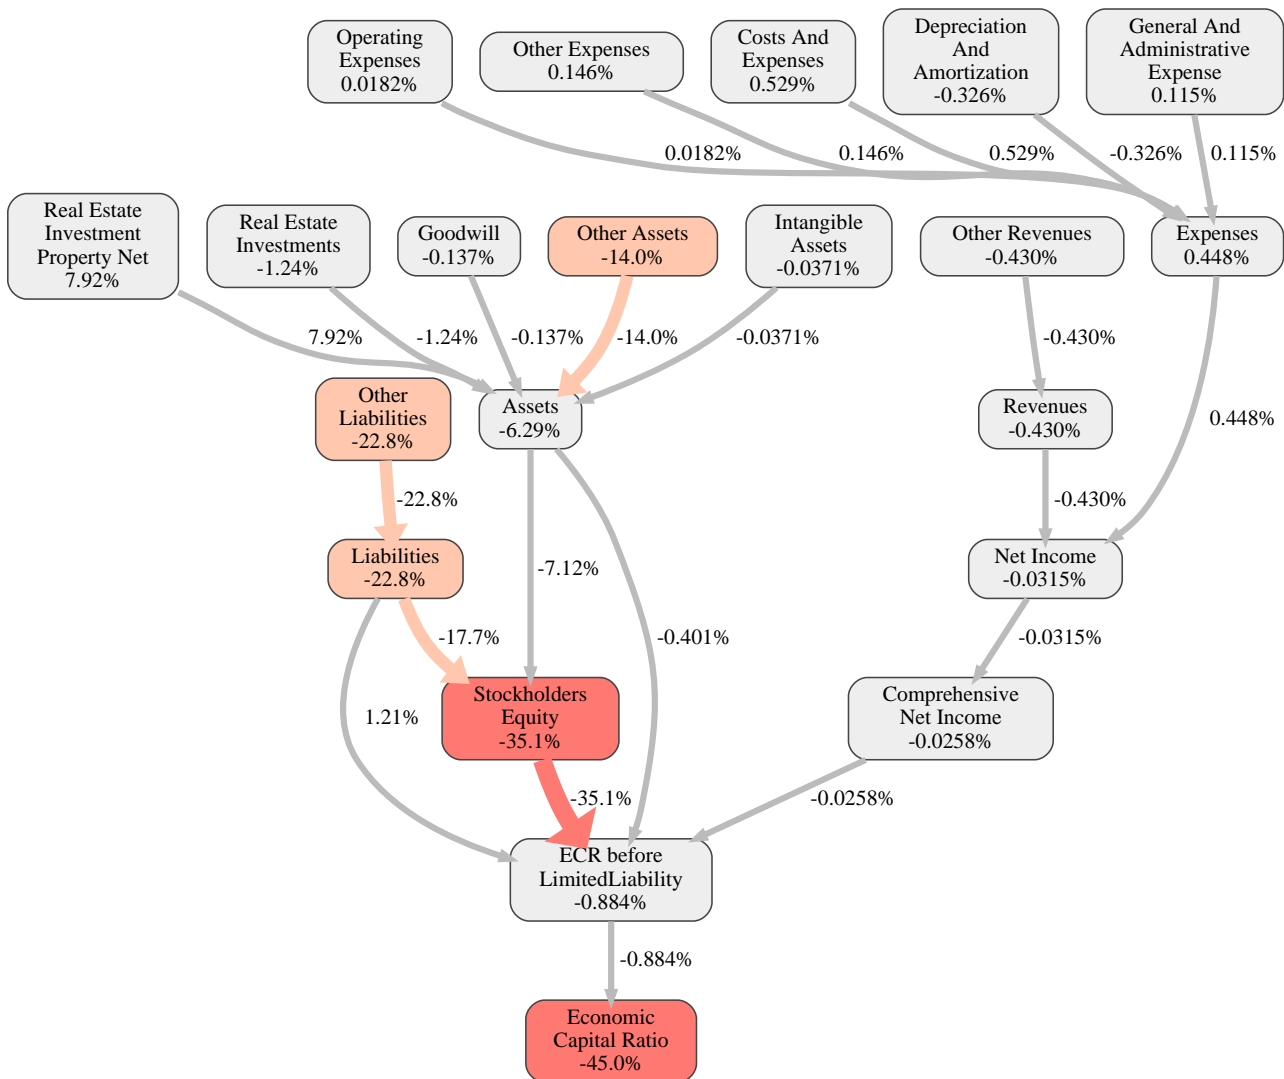 Operating
Expenses
0.0182%
Other Expenses
0.146%
Costs And
Expenses
0.529%
Depreciation
And
Amortization
-0.326%
General And
Administrative
Expense
0.115%
0.0182%
0.146%
0.529%
-0.326%
0.115%
Real Estate
Investment
Property Net
7.92%
Real Estate
Investments
-1.24%
Goodwill
-0.137%
Other Assets
-14.0%
Intangible
Assets
-0.0371%
Other Revenues
-0.430%
Expenses
0.448%
7.92%
-1.24%
-0.137%
-14.0%
-0.0371%
-0.430%
Other
Liabilities
-22.8%
Assets
-6.29%
Revenues
-0.430%
0.448%
-22.8%
-0.430%
Liabilities
-22.8%
-7.12%
Net Income
-0.0315%
-17.7%
-0.401%
-0.0315%
1.21%
Stockholders
Equity
-35.1%
Comprehensive
Net Income
-0.0258%
-35.1%
-0.0258%
ECR before
LimitedLiability
-0.884%
-0.884%
Economic
Capital Ratio
-45.0%